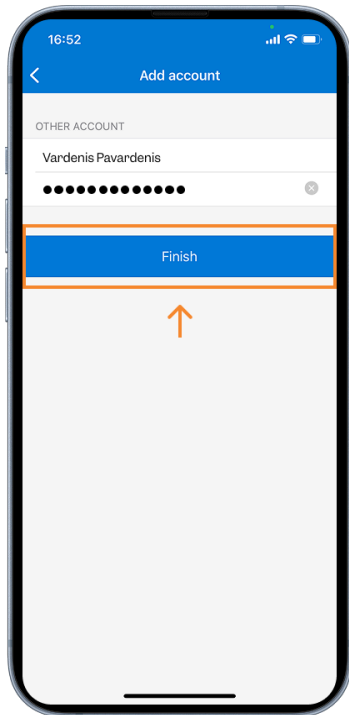 16:52
Add account
OTHER ACCOUNT
Vardenis Pavardenis
●●●●●●●●●●●●●
Finish